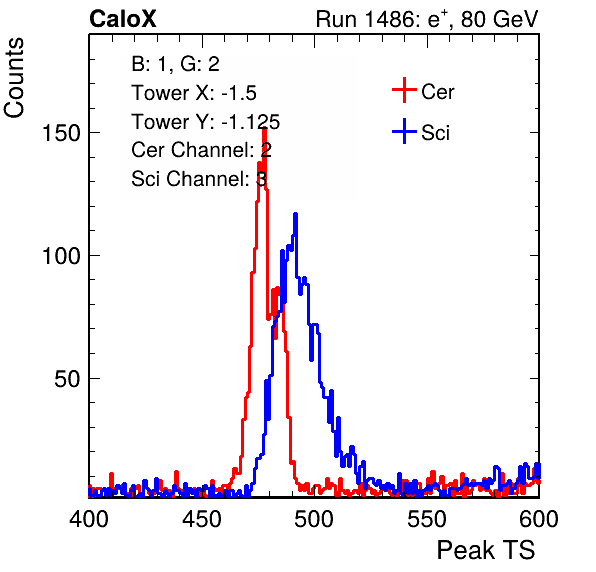 CaloX Run 1486: e⁺, 80 GeV
Counts
B: 1, G: 2
Tower X: -1.5
Tower Y: -1.125
Cer Channel: 2
Sci Channel: 3
Cer
Sci
150
100
50
400 450 500 550 600
Peak TS